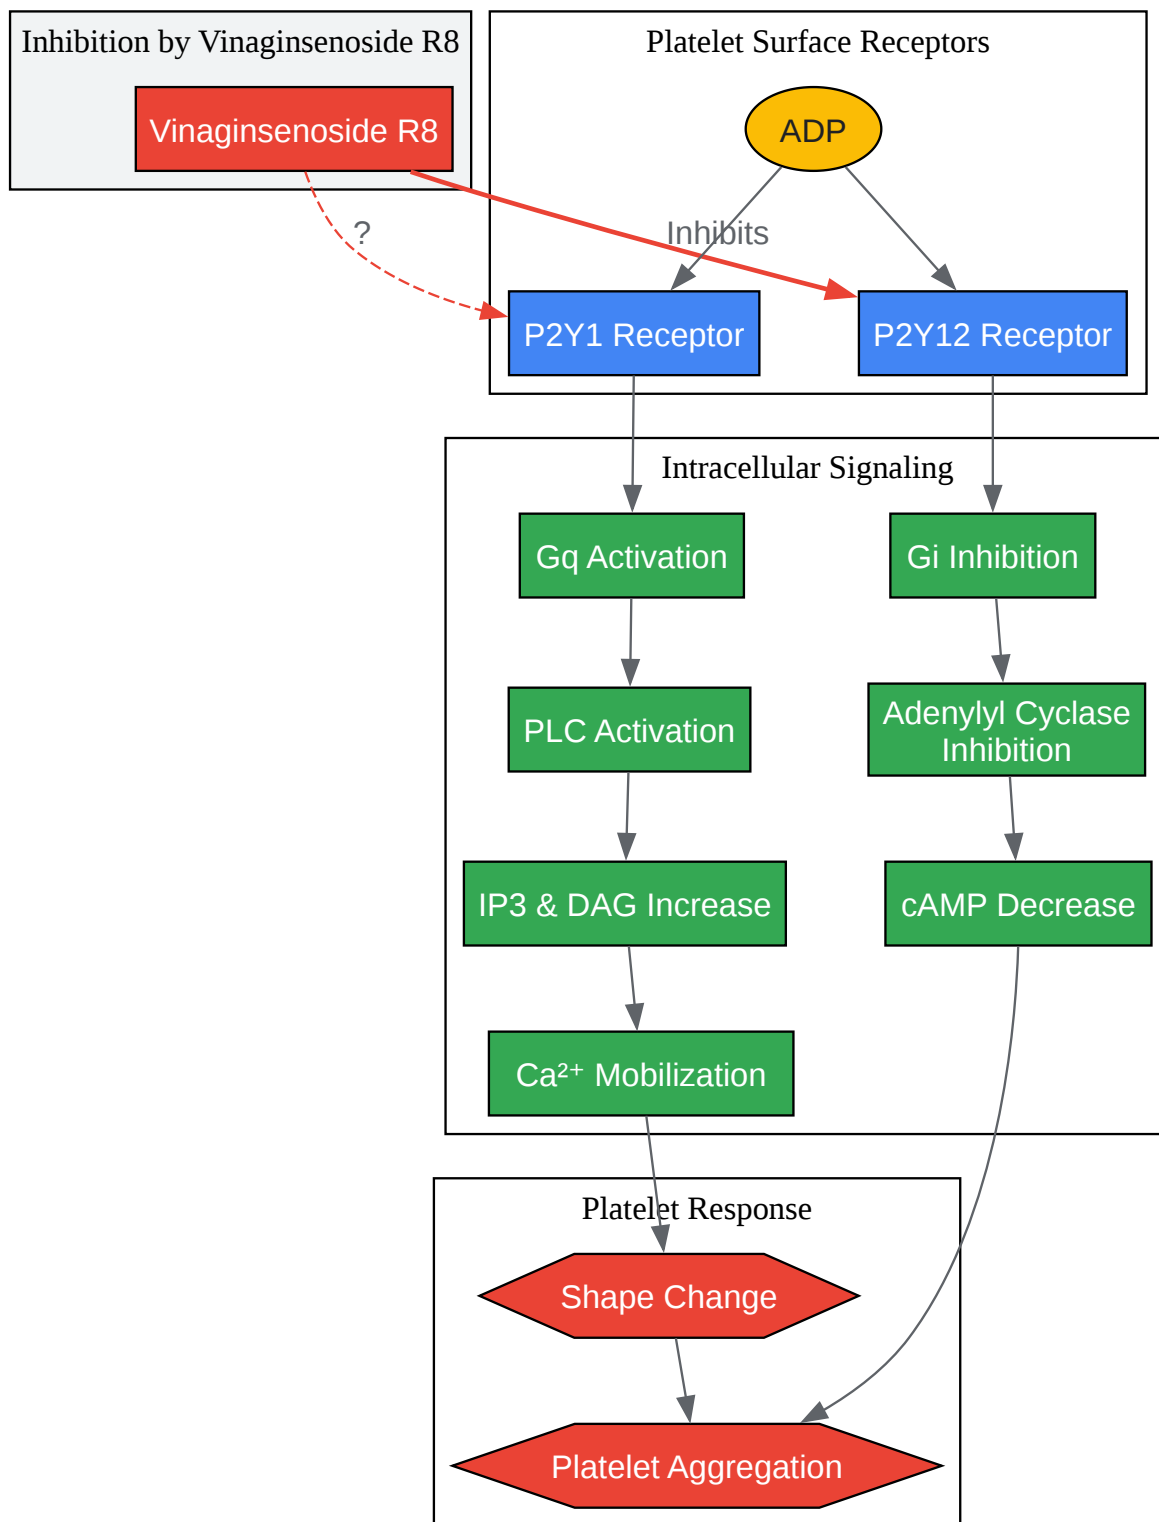 Inhibition by Vinaginsenoside R8
Platelet Surface Receptors
Vinaginsenoside R8
ADP
?
Inhibits
P2Y1 Receptor
P2Y12 Receptor
Intracellular Signaling
Gq Activation
Gi Inhibition
PLC Activation
Adenylyl Cyclase
Inhibition
IP3 & DAG Increase
cAMP Decrease
Ca²⁺ Mobilization
Platelet Response
Shape Change
Platelet Aggregation